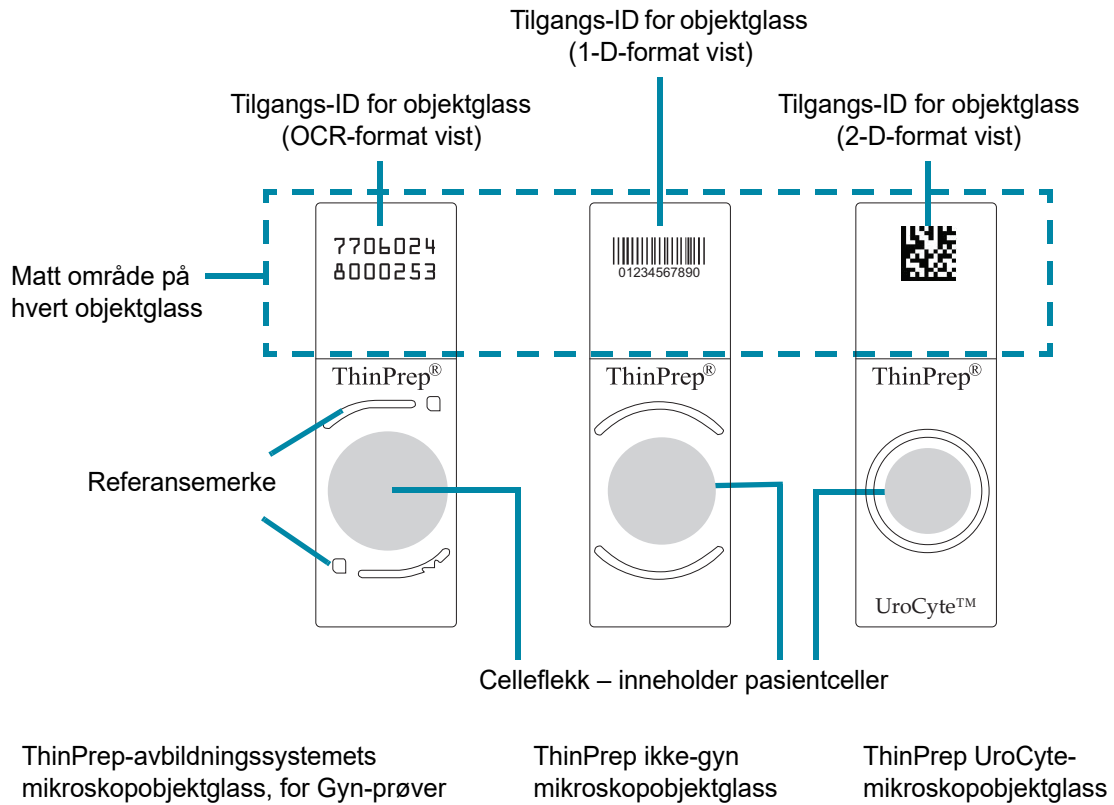 Tilgangs-ID for objektglass
(1-D-format vist)
Tilgangs-ID for objektglass
(OCR-format vist)
Tilgangs-ID for objektglass
(2-D-format vist)
Matt område på
hvert objektglass
7706024
8000253
01234567890
ThinPrep®
ThinPrep®
ThinPrep®
Referansemerke
UroCyte™
Celleflekk – inneholder pasientceller
ThinPrep-avbildningssystemets
mikroskopobjektglass, for Gyn-prøver
ThinPrep ikke-gyn
mikroskopobjektglass
ThinPrep UroCyte-
mikroskopobjektglass